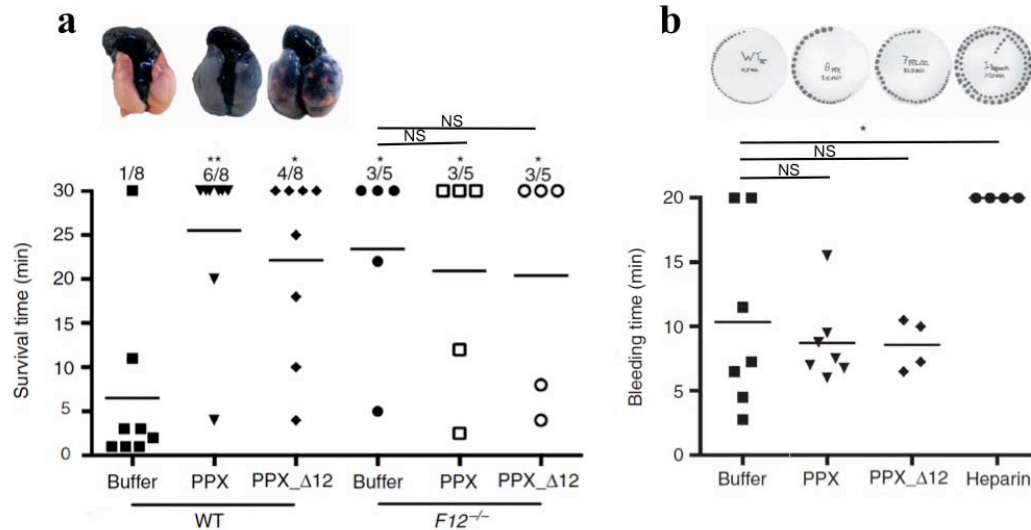 a
1/8
**
6/8
*
4/8
*
3/5
*
3/5
*
3/5
NS
NS
Survival time (min)
30
25
20
15
10
5
0
Buffer PPX PPX_Δ12 Buffer PPX PPX_Δ12
WT F12−/−
b
WT
*
NS
NS
Bleeding time (min)
20
15
10
5
0
Buffer PPX PPX_Δ12 Heparin